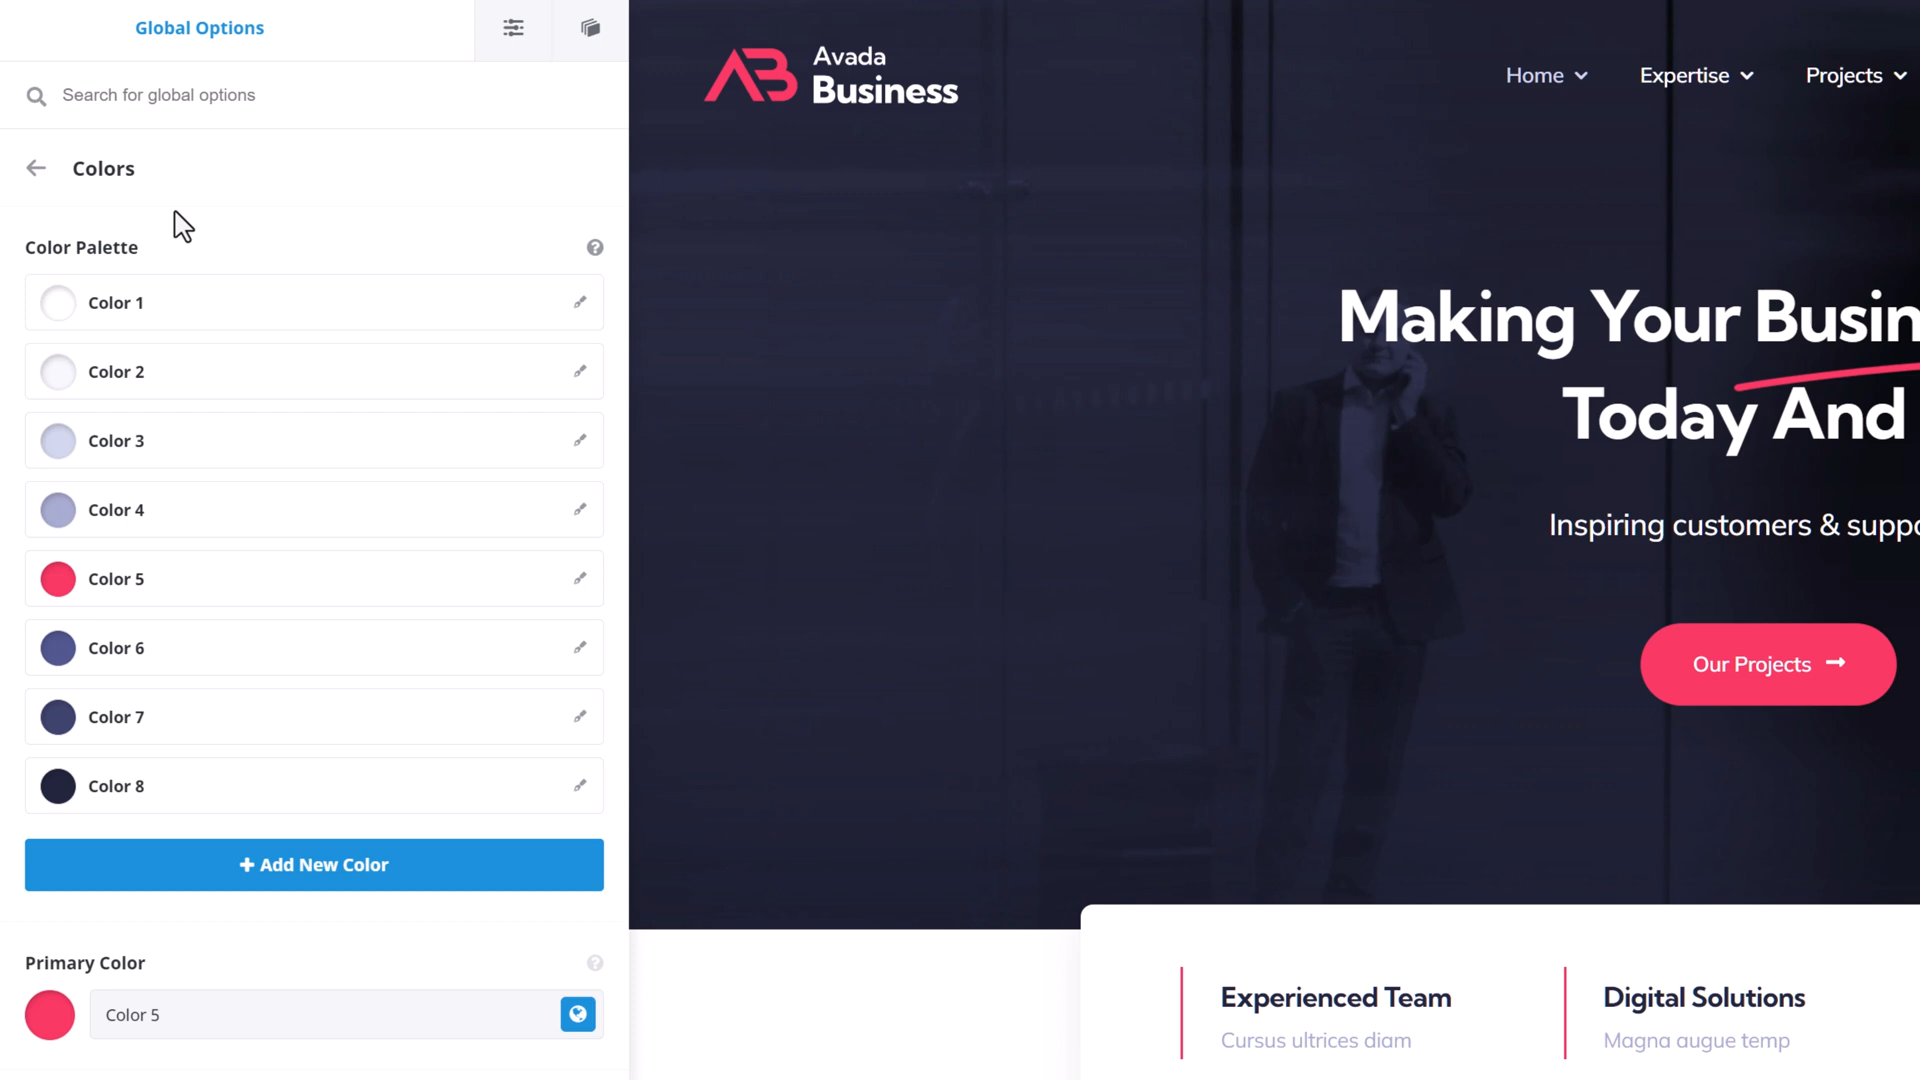 Global Options
Search for global options
Colors
Color Palette
Color 1
Color 2
Color 3
Color 4
Color 5
Color 6
Color 7
Color 8
Add New Color
Primary Color
Color 5
Avada
Business
Home
Expertise
Projects
Making Your Busin
Today And
Inspiring customers & suppo
Our Projects
Experienced Team
Cursus ultrices diam
Digital Solutions
Magna augue temp